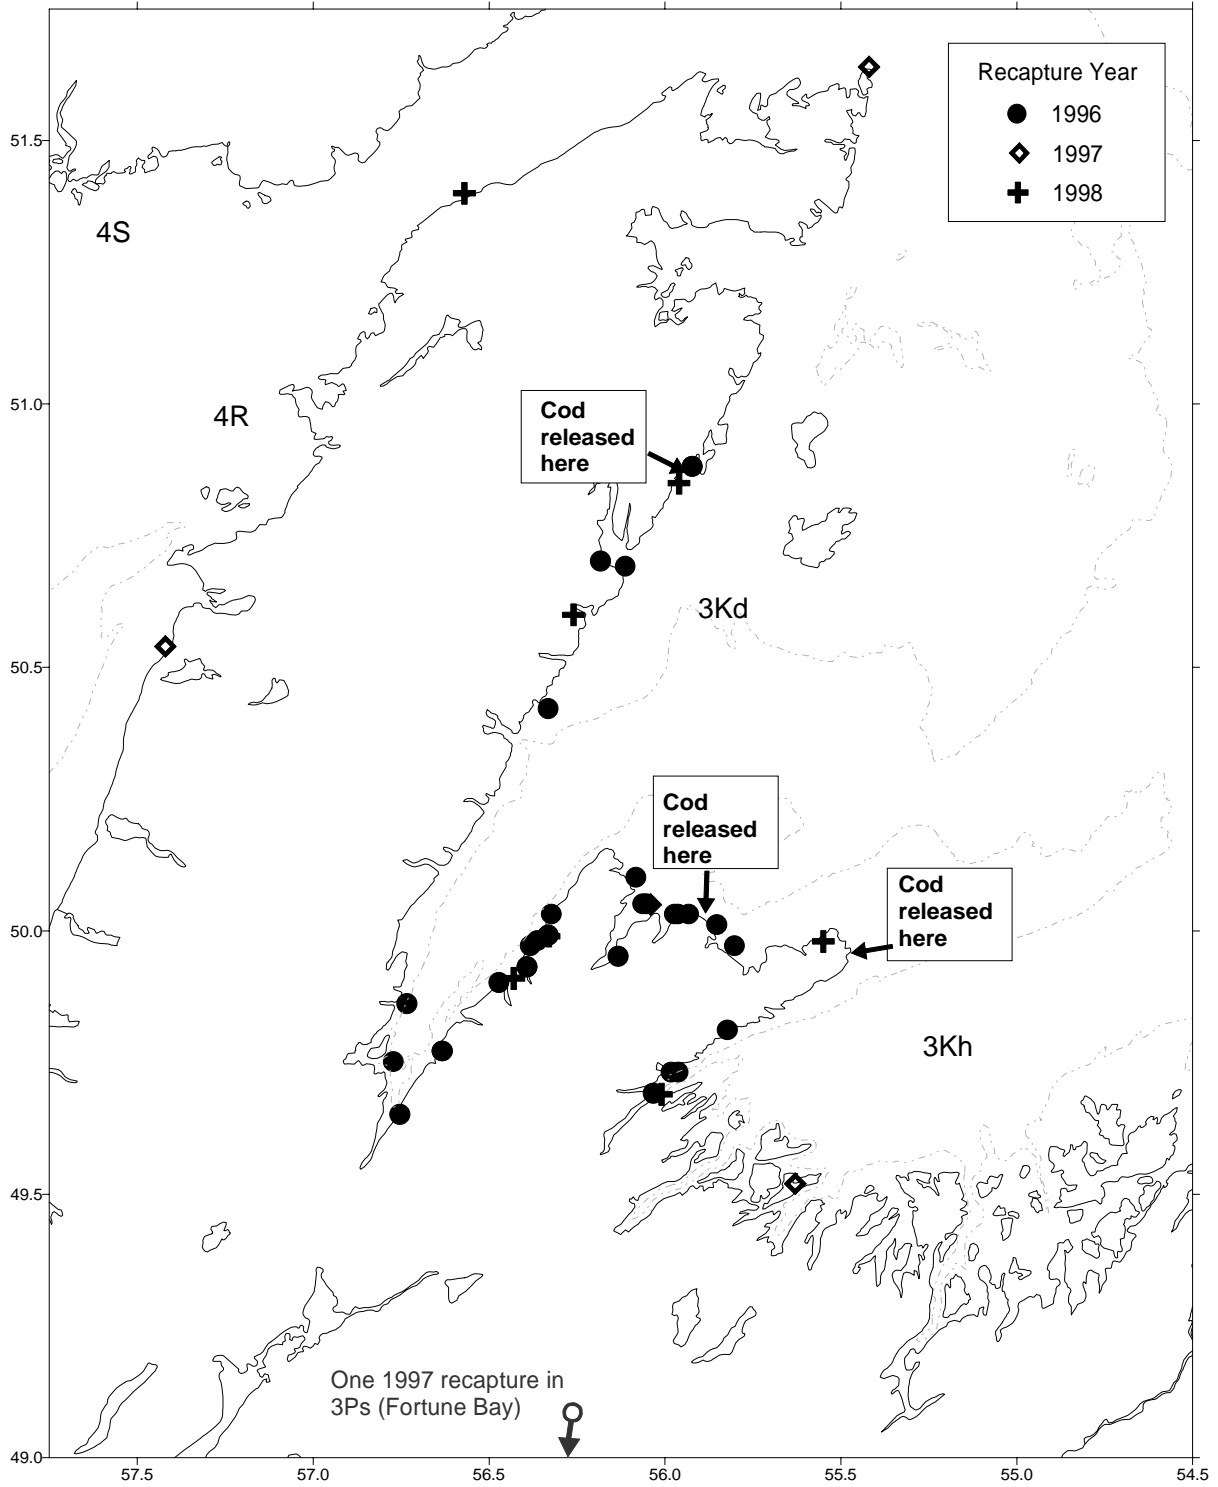 Recapture Year
1996
1997
1998
51.5
4S
51.0
4R
Cod
released
here
3Kd
50.5
Cod
released
here
Cod
released
here
50.0
3Kh
49.5
One 1997 recapture in
3Ps (Fortune Bay)
49.0
57.5
57.0
56.5
56.0
55.5
55.0
54.5